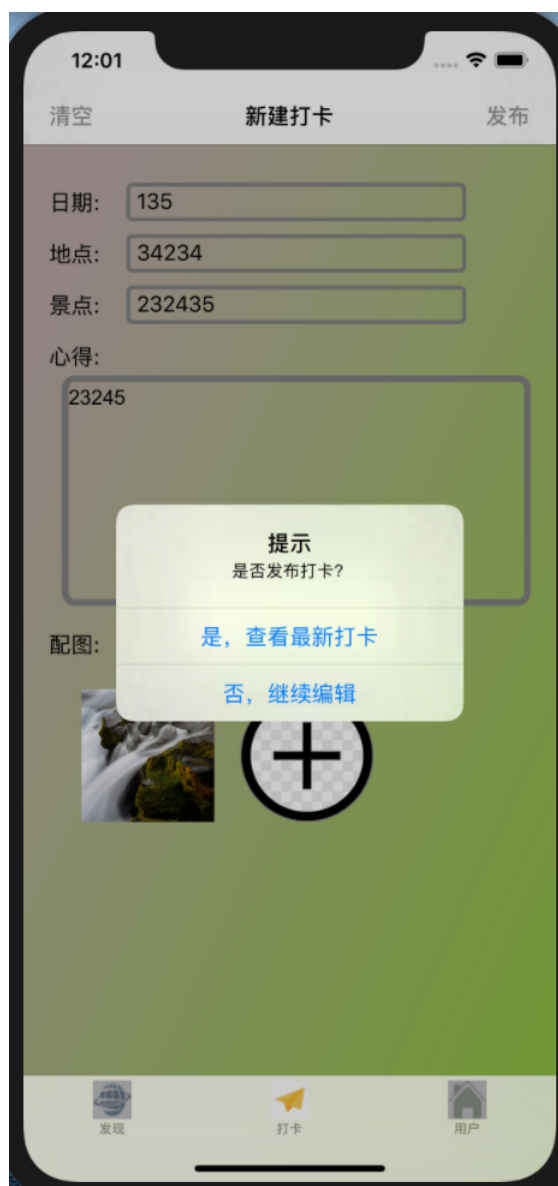 12:01
清空 新建打卡 发布
日期: 135
地点: 34234
景点: 232435
心得:
23245
提示
是否发布打卡?
是，查看最新打卡
配图:
否，继续编辑
发现 打卡 用户